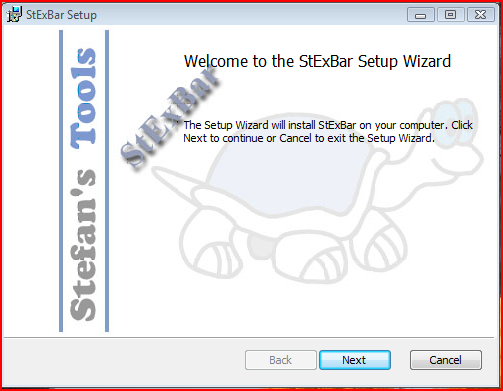 StExBar Setup
Welcome to the StExBar Setup Wizard
Stefan's Tools
StExBar
The Setup Wizard will install StExBar on your computer. Click
Next to continue or Cancel to exit the Setup Wizard.
Back
Next
Cancel